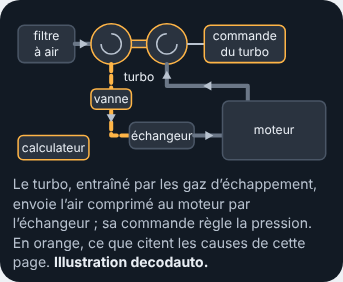 filtre
à air
commande
du turbo
turbo
vanne
échangeur
moteur
calculateur
Le turbo, entraîné par les gaz d’échappement,
envoie l’air comprimé au moteur par
l’échangeur ; sa commande règle la pression.
En orange, ce que citent les causes de cette
page. Illustration decodauto.